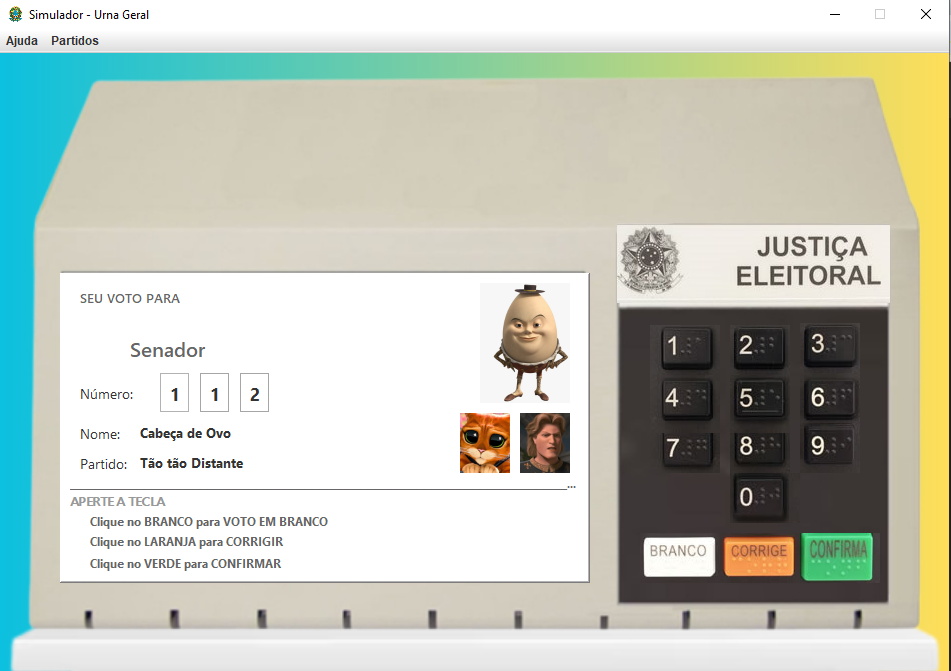 Simulador - Urna Geral
Ajuda Partidos
JUSTIÇA
ELEITORAL
SEU VOTO PARA
Senador
Número: 1 1 2
Nome: Cabeça de Ovo
Partido: Tão tão Distante
...
APERTE A TECLA
Clique no BRANCO para VOTO EM BRANCO
Clique no LARANJA para CORRIGIR
Clique no VERDE para CONFIRMAR
1 2 3
4 5 6
7 8 9
0
BRANCO CORRIGE CONFIRMA